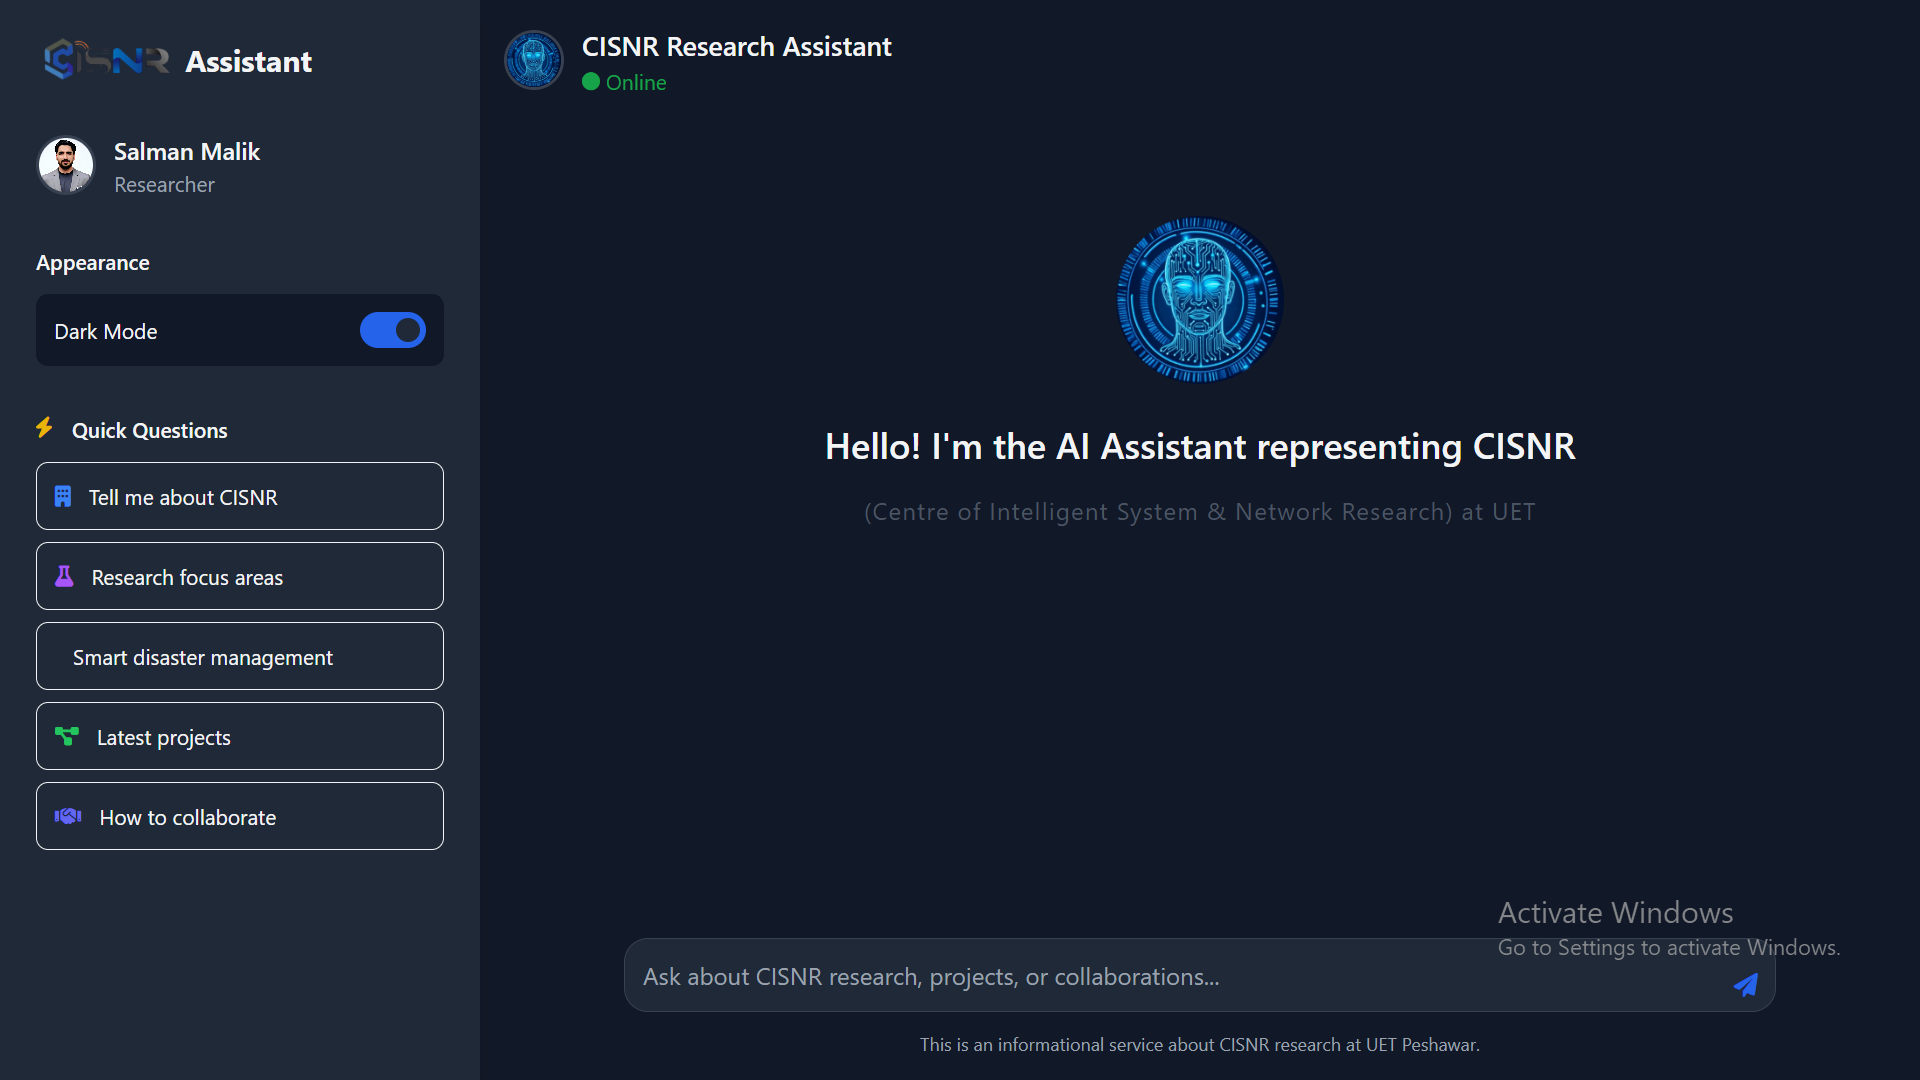 CISNR Assistant
Salman Malik
Researcher
Appearance
Dark Mode
Quick Questions
Tell me about CISNR
Research focus areas
Smart disaster management
Latest projects
How to collaborate
CISNR Research Assistant
Online
Hello! I'm the AI Assistant representing CISNR
(Centre of Intelligent System & Network Research) at UET
Activate Windows
Go to Settings to activate Windows.
Ask about CISNR research, projects, or collaborations...
This is an informational service about CISNR research at UET Peshawar.